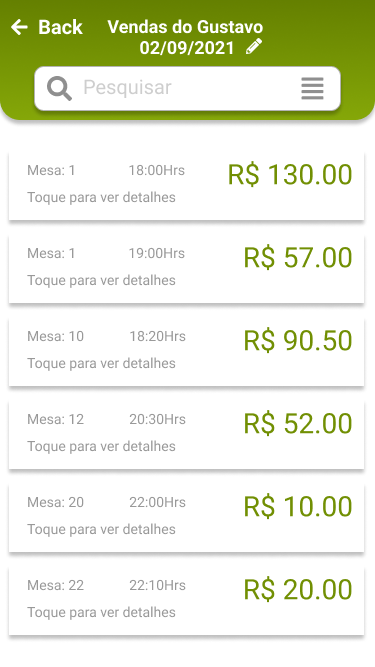 Back Vendas do Gustavo
02/09/2021
Pesquisar
Mesa: 1 18:00Hrs R$ 130.00
Toque para ver detalhes
Mesa: 1 19:00Hrs R$ 57.00
Toque para ver detalhes
Mesa: 10 18:20Hrs R$ 90.50
Toque para ver detalhes
Mesa: 12 20:30Hrs R$ 52.00
Toque para ver detalhes
Mesa: 20 22:00Hrs R$ 10.00
Toque para ver detalhes
Mesa: 22 22:10Hrs R$ 20.00
Toque para ver detalhes